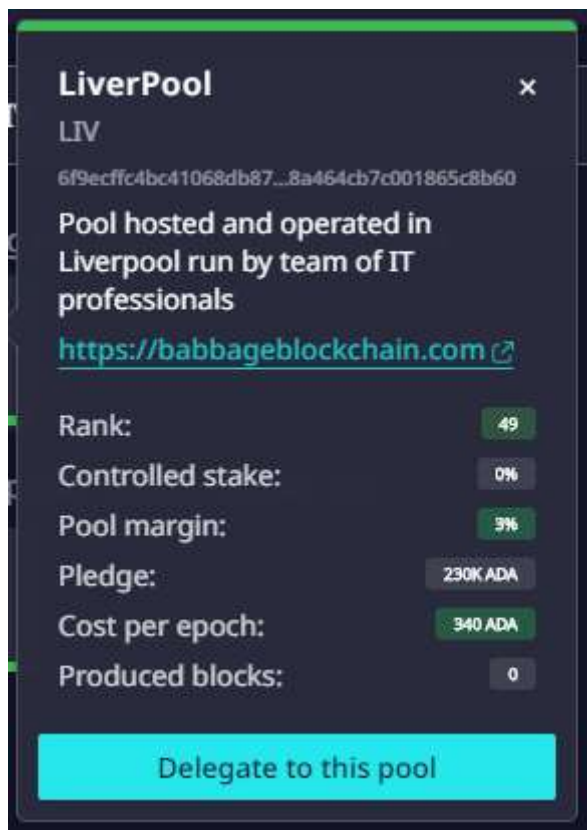 LiverPool
×
LIV
6f9ecffc4bc41068db87...8a464cb7c001865c8b60
Pool hosted and operated in
Liverpool run by team of IT
professionals
https://babbageblockchain.com
Rank: 49
Controlled stake: 0%
Pool margin: 3%
Pledge: 230K ADA
Cost per epoch: 340 ADA
Produced blocks: 0
Delegate to this pool